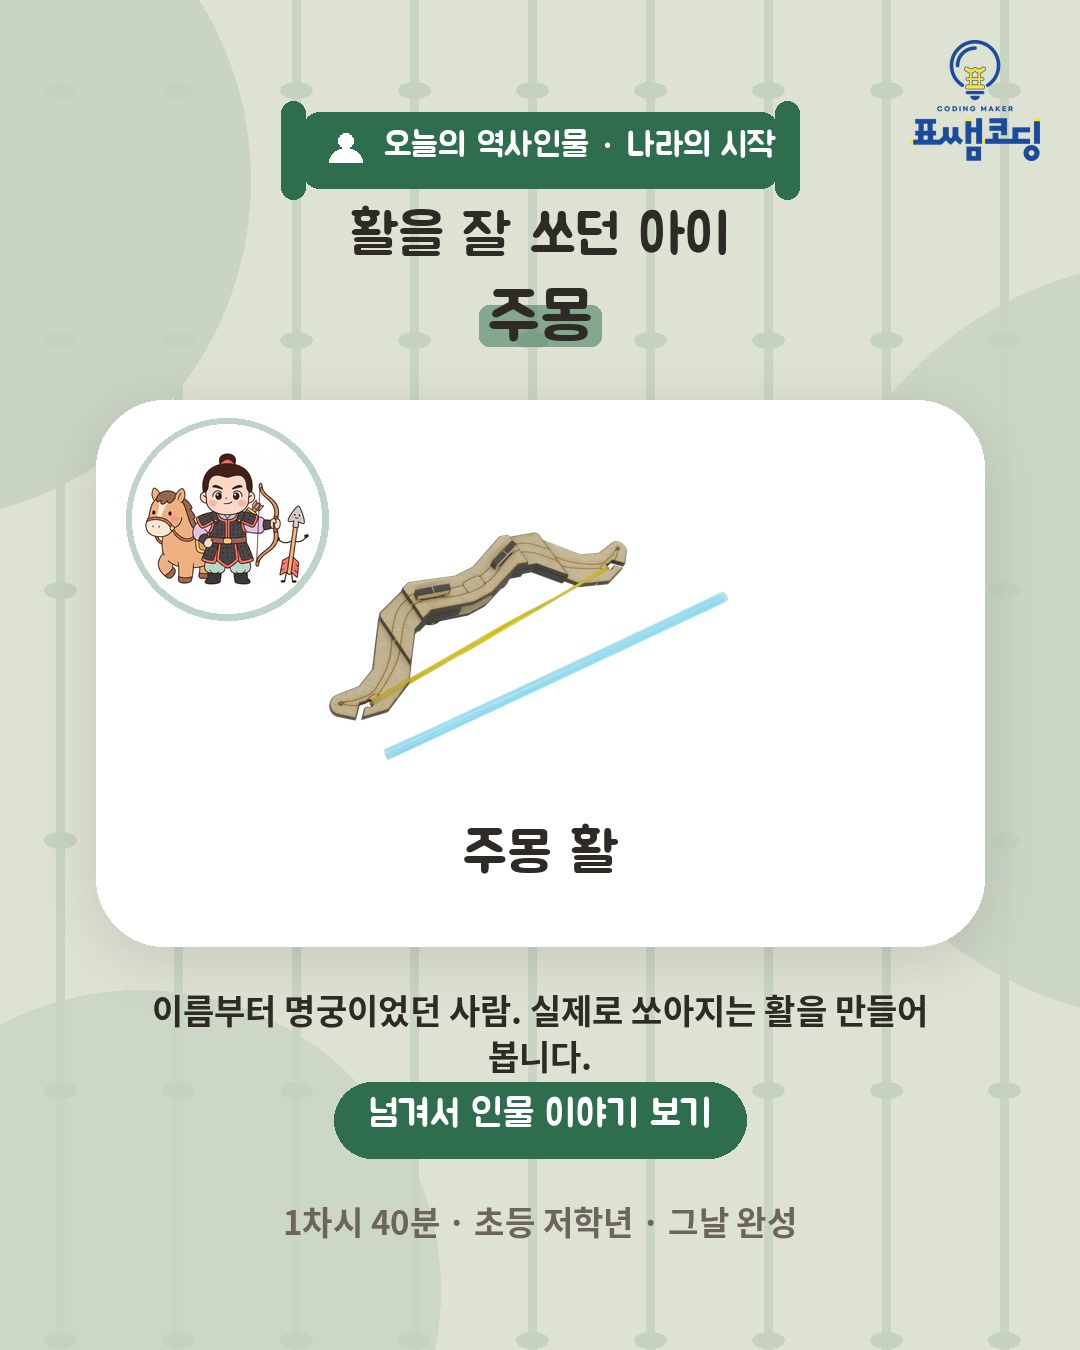 CODING MAKER
표쌤코딩
오늘의 역사인물 · 나라의 시작
활을 잘 쏘던 아이
주몽
주몽 활
이름부터 명궁이었던 사람. 실제로 쏘아지는 활을 만들어
봅니다.
넘겨서 인물 이야기 보기
1차시 40분 · 초등 저학년 · 그날 완성